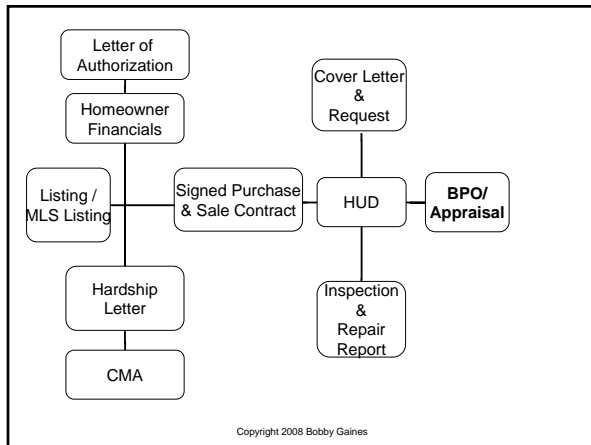 Letter of
Authorization
Homeowner
Financials
Listing /
MLS Listing
Signed Purchase
& Sale Contract
Hardship
Letter
CMA
Cover Letter
&
Request
HUD
BPO/
Appraisal
Inspection
&
Repair
Report
Copyright 2008 Bobby Gaines